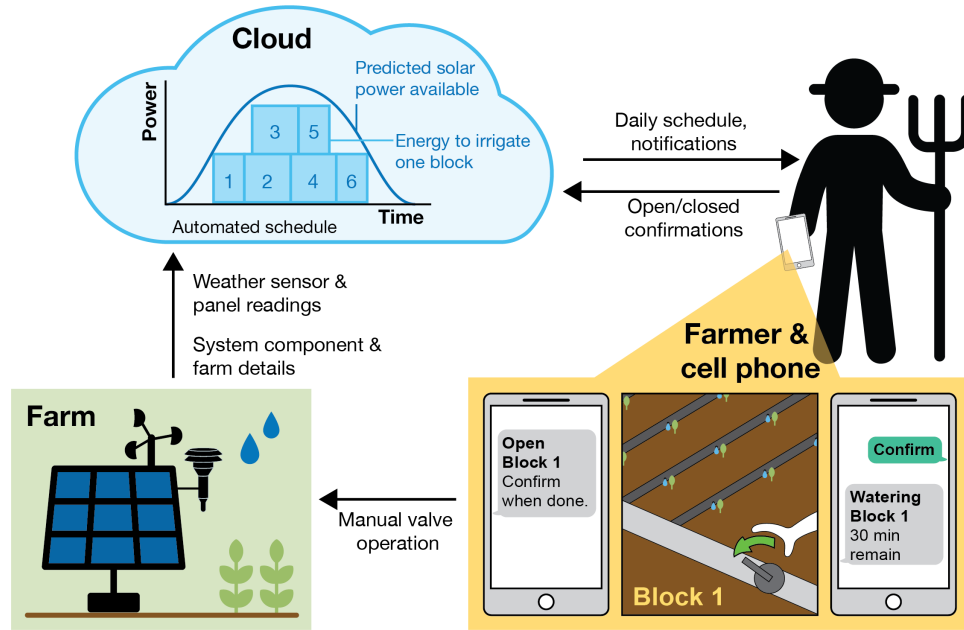 Cloud
Predicted solar
power available
Power
3
5
Energy to irrigate
one block
1
2
4
6
Time
Automated schedule
Daily schedule,
notifications
Open/closed
confirmations
Weather sensor &
panel readings
System component &
farm details
Farmer &
cell phone
Farm
Manual valve
operation
Open
Block 1
Confirm
when done.
Block 1
Confirm
Watering
Block 1
30 min
remain